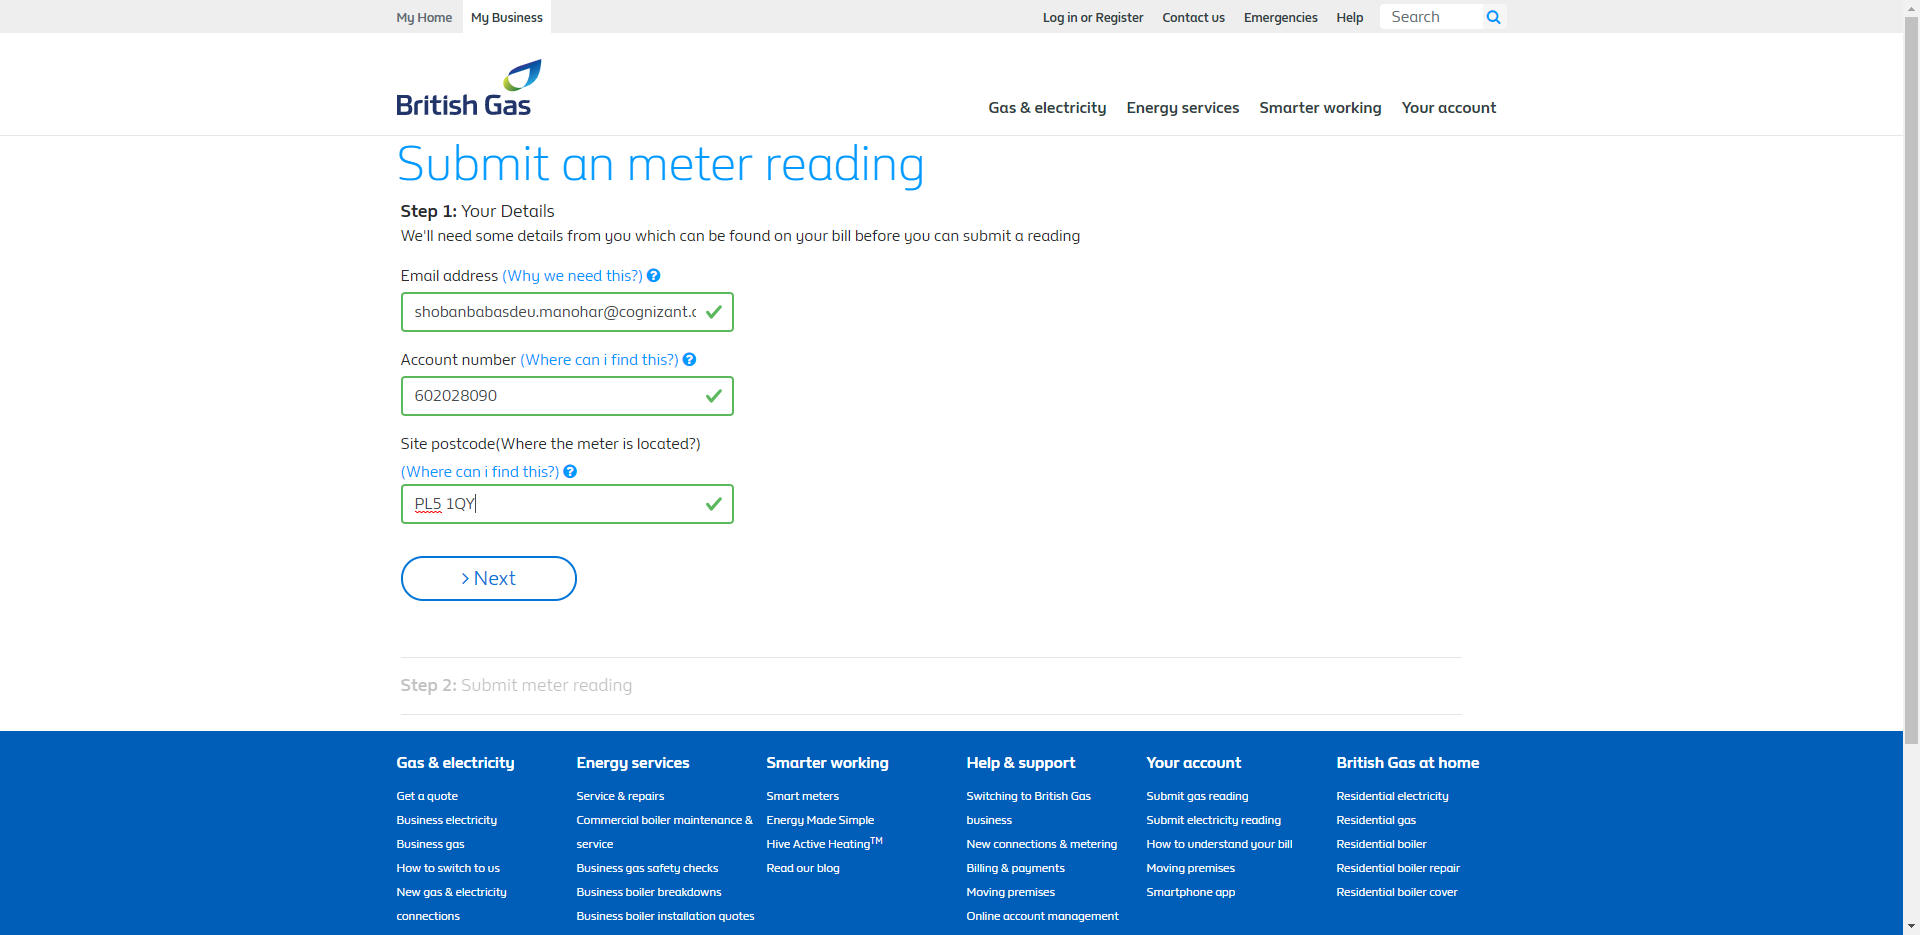 My Home
My Business
Log in or Register
Contact us
Emergencies
Help
Search
British Gas
Gas & electricity
Energy services
Smarter working
Your account
Submit an meter reading
Step 1: Your Details
We'll need some details from you which can be found on your bill before you can submit a reading
Email address (Why we need this?)
shobanbabasdeu.manohar@cognizant.c
Account number (Where can i find this?)
602028090
Site postcode(Where the meter is located?)
(Where can i find this?)
PL5 1QY
> Next
Step 2: Submit meter reading
Gas & electricity
Get a quote
Business electricity
Business gas
How to switch to us
New gas & electricity
connections
Energy services
Service & repairs
Commercial boiler maintenance &
service
Business gas safety checks
Business boiler breakdowns
Business boiler installation quotes
Smarter working
Smart meters
Energy Made Simple
Hive Active Heating™
Read our blog
Help & support
Switching to British Gas
business
New connections & metering
Billing & payments
Moving premises
Online account management
Your account
Submit gas reading
Submit electricity reading
How to understand your bill
Moving premises
Smartphone app
British Gas at home
Residential electricity
Residential gas
Residential boiler
Residential boiler repair
Residential boiler cover